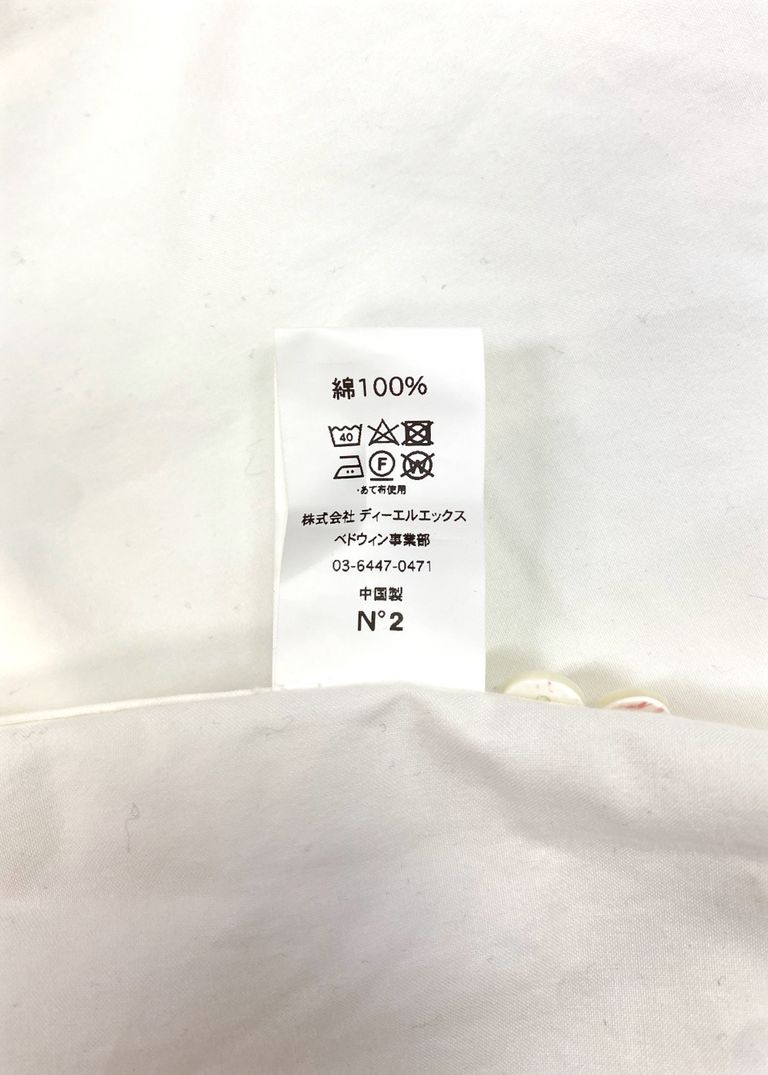 綿100%
40
F W
・あて布使用
株式会社 ディーエルエックス
ベドウィン事業部
03-6447-0471
中国製
N°2